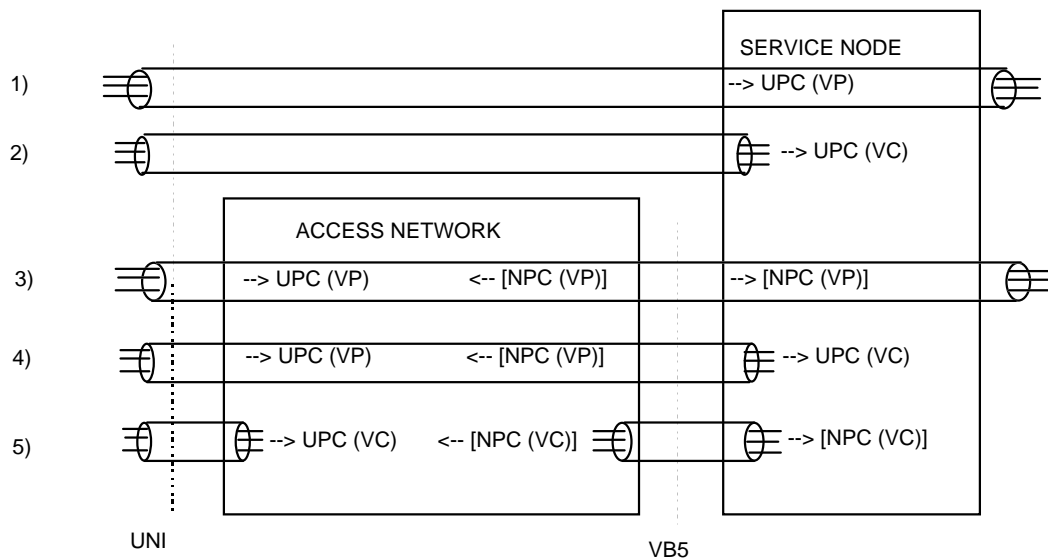 SERVICE NODE
1) --> UPC (VP)
2) --> UPC (VC)
ACCESS NETWORK
3) --> UPC (VP) <-- [NPC (VP)] --> [NPC (VP)]
4) --> UPC (VP) <-- [NPC (VP)] --> UPC (VC)
5) --> UPC (VC) <-- [NPC (VC)] --> [NPC (VC)]
UNI VB5